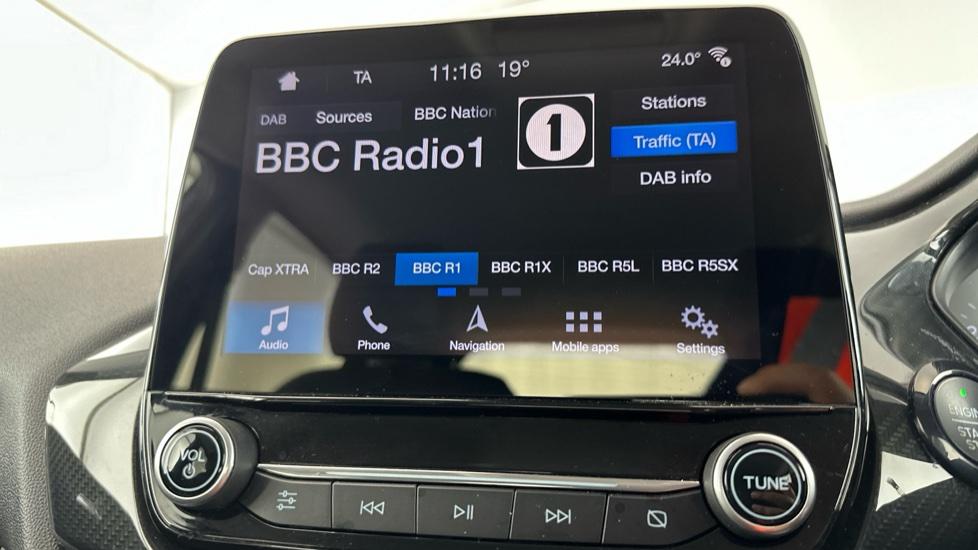 TA 11:16 19° 24.0°
DAB Sources BBC Nation
1
Stations
BBC Radio1
Traffic (TA)
DAB info
Cap XTRA BBC R2 BBC R1 BBC R1X BBC R5L BBC R5SX
Audio Phone Navigation Mobile apps Settings
VOL
TUNE
ENGIN
STA